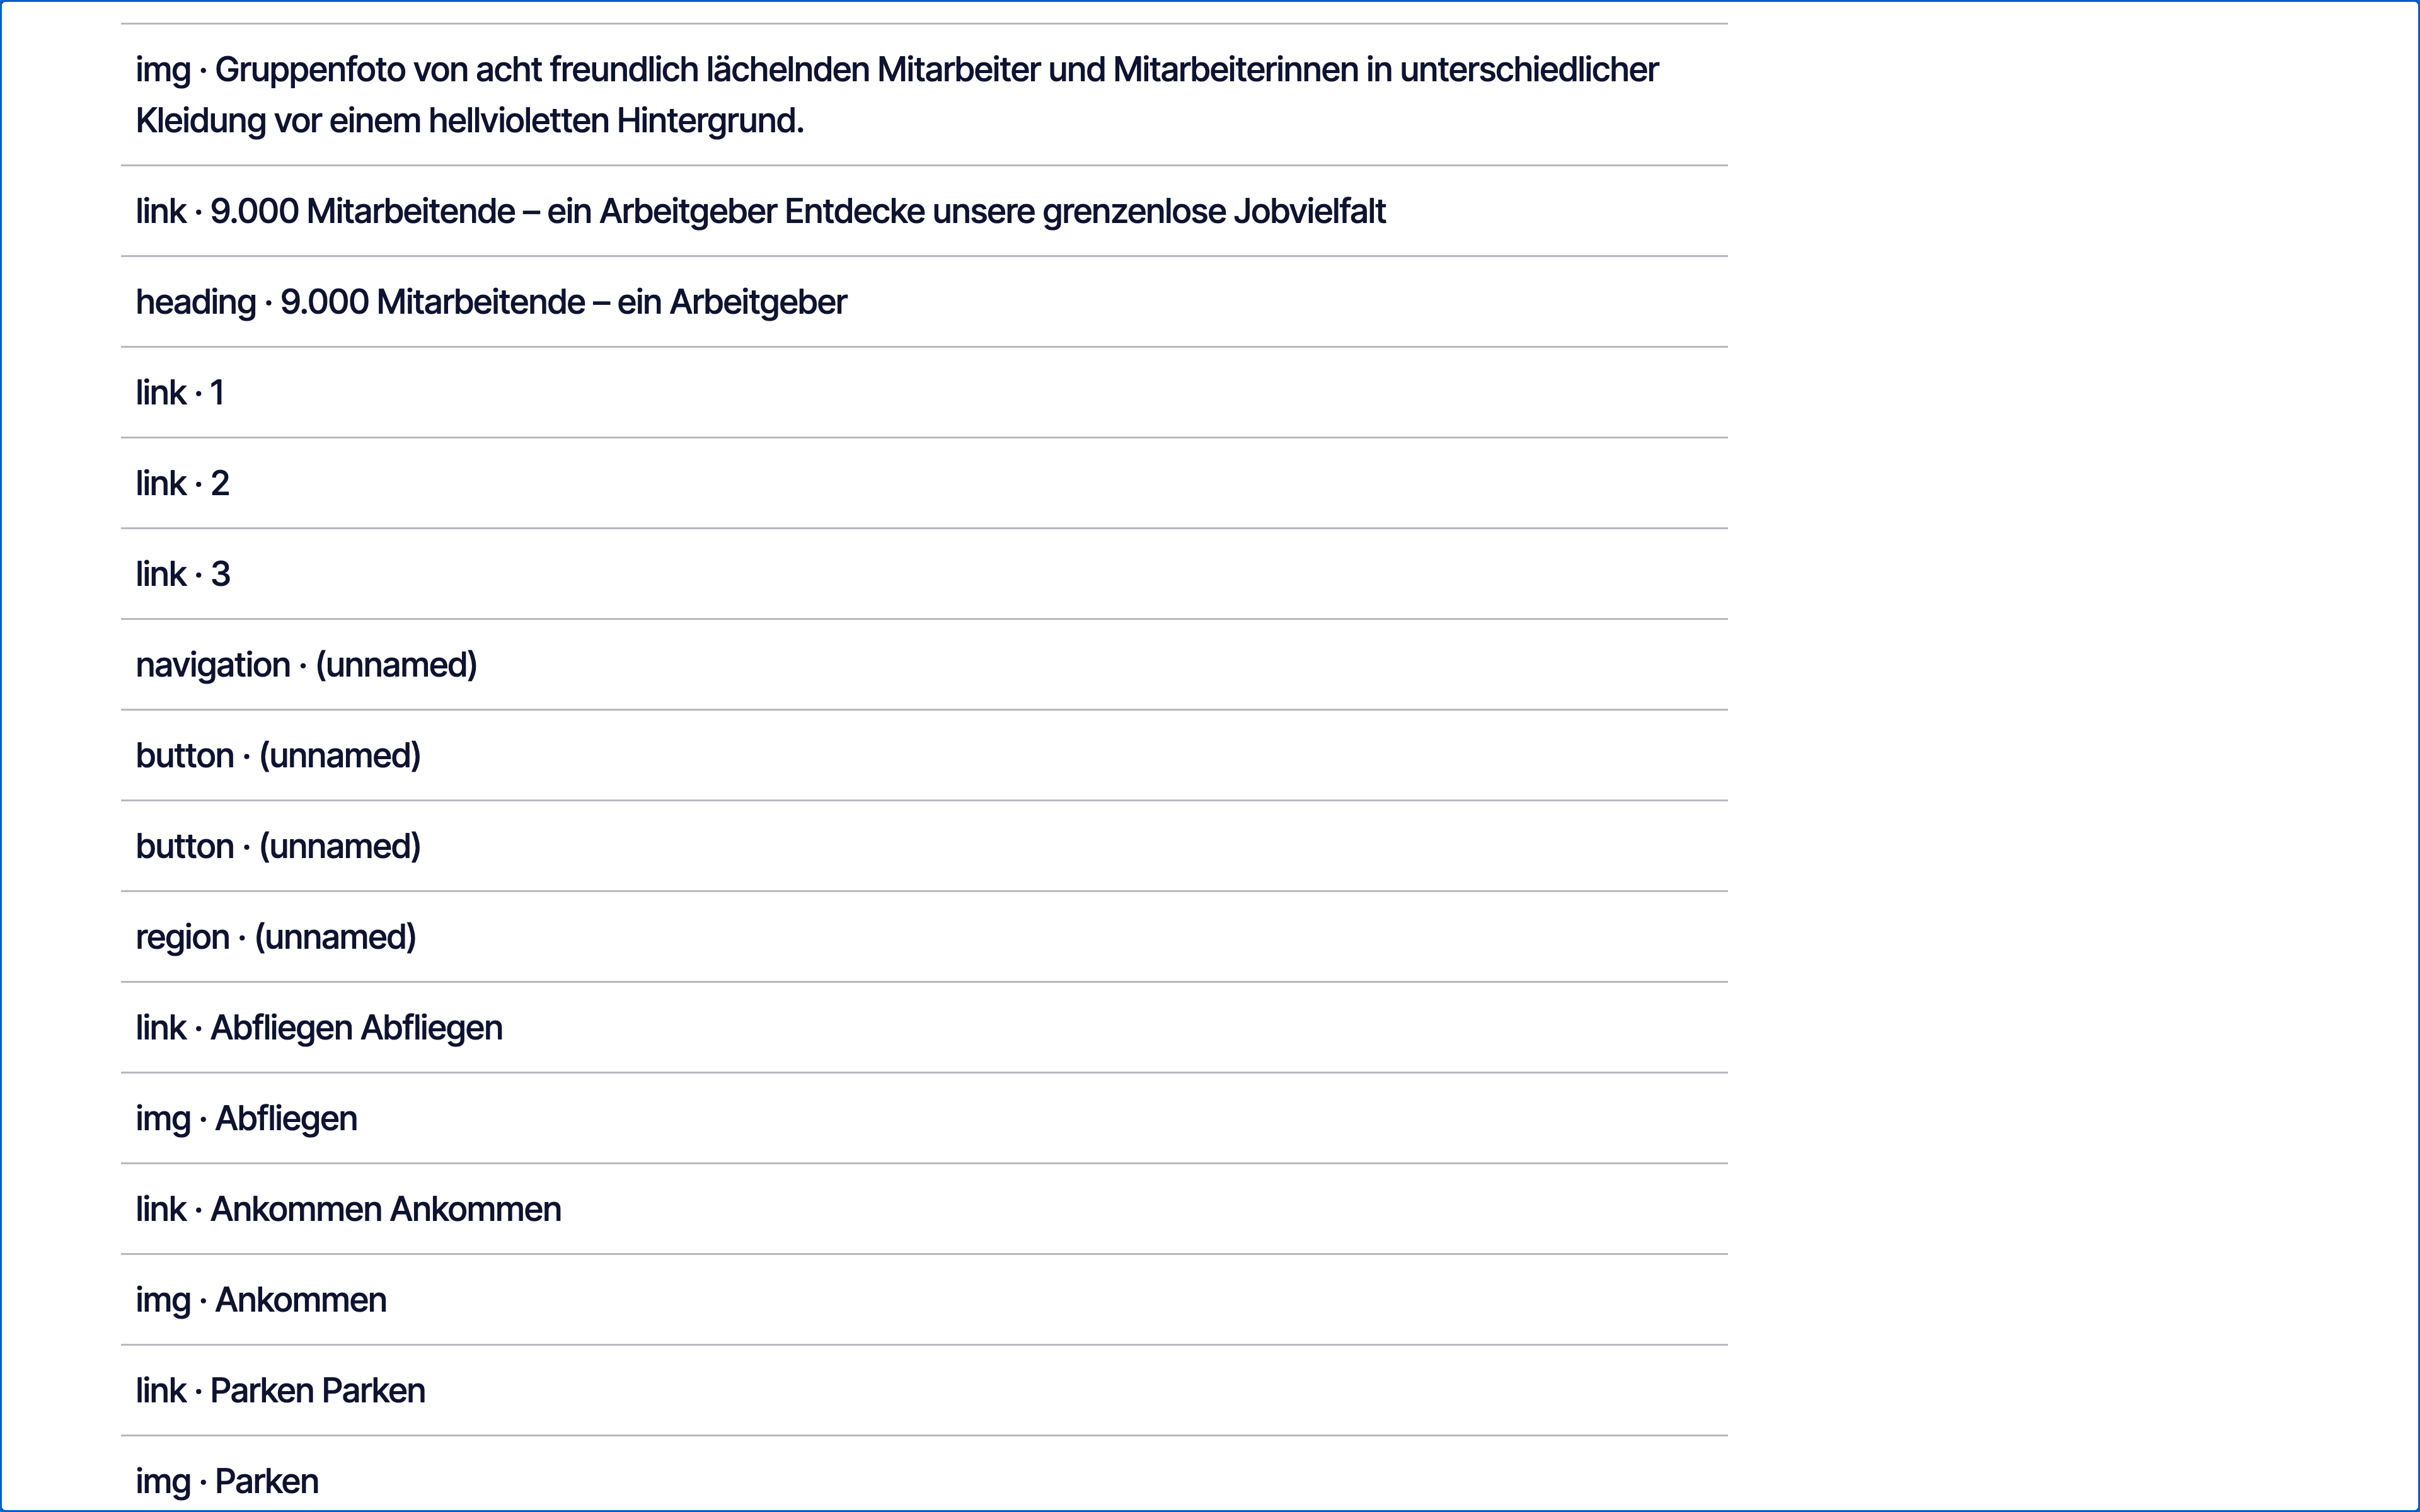 img · Gruppenfoto von acht freundlich lächelnden Mitarbeiter und Mitarbeiterinnen in unterschiedlicher
Kleidung vor einem hellvioletten Hintergrund.
link · 9.000 Mitarbeitende – ein Arbeitgeber Entdecke unsere grenzenlose Jobvielfalt
heading · 9.000 Mitarbeitende – ein Arbeitgeber
link · 1
link · 2
link · 3
navigation · (unnamed)
button · (unnamed)
button · (unnamed)
region · (unnamed)
link · Abfliegen Abfliegen
img · Abfliegen
link · Ankommen Ankommen
img · Ankommen
link · Parken Parken
img · Parken